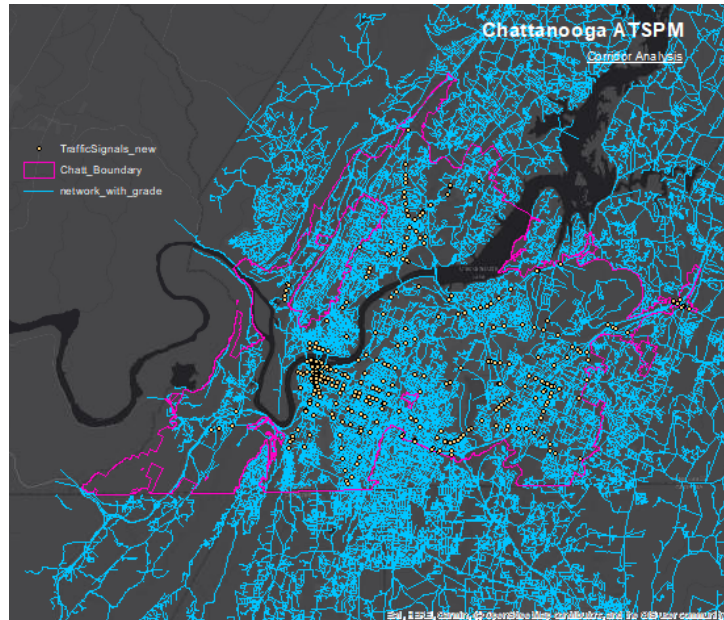 Chattanooga ATSPM
Corridor Analysis
TrafficSignals_new
Chatt_Boundary
network_with_grade